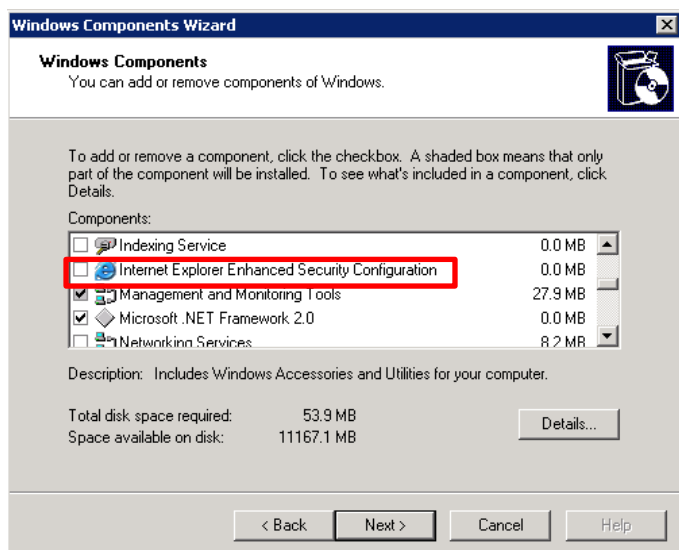 Windows Components Wizard
Windows Components
You can add or remove components of Windows.
To add or remove a component, click the checkbox. A shaded box means that only
part of the component will be installed. To see what's included in a component, click
Details.
Components:
Indexing Service 0.0 MB
Internet Explorer Enhanced Security Configuration 0.0 MB
Management and Monitoring Tools 27.9 MB
Microsoft .NET Framework 2.0 0.0 MB
Networking Services 8.2 MB
Description: Includes Windows Accessories and Utilities for your computer.
Total disk space required: 53.9 MB
Space available on disk: 11167.1 MB
Details...
< Back Next > Cancel Help